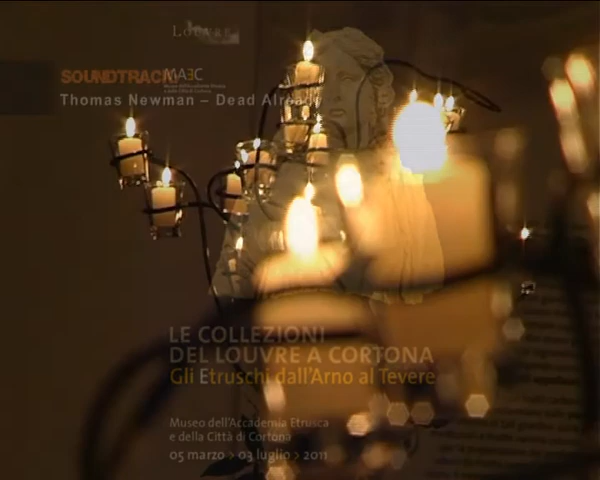 LOUVRE
SOUNDTRACK
MAEC
Thomas Newman – Dead Already
LE COLLEZIONI
DEL LOUVRE A CORTONA
Gli Etruschi dall'Arno al Tevere
Museo dell'Accademia Etrusca
e della Città di Cortona
05 marzo > 03 luglio > 2011